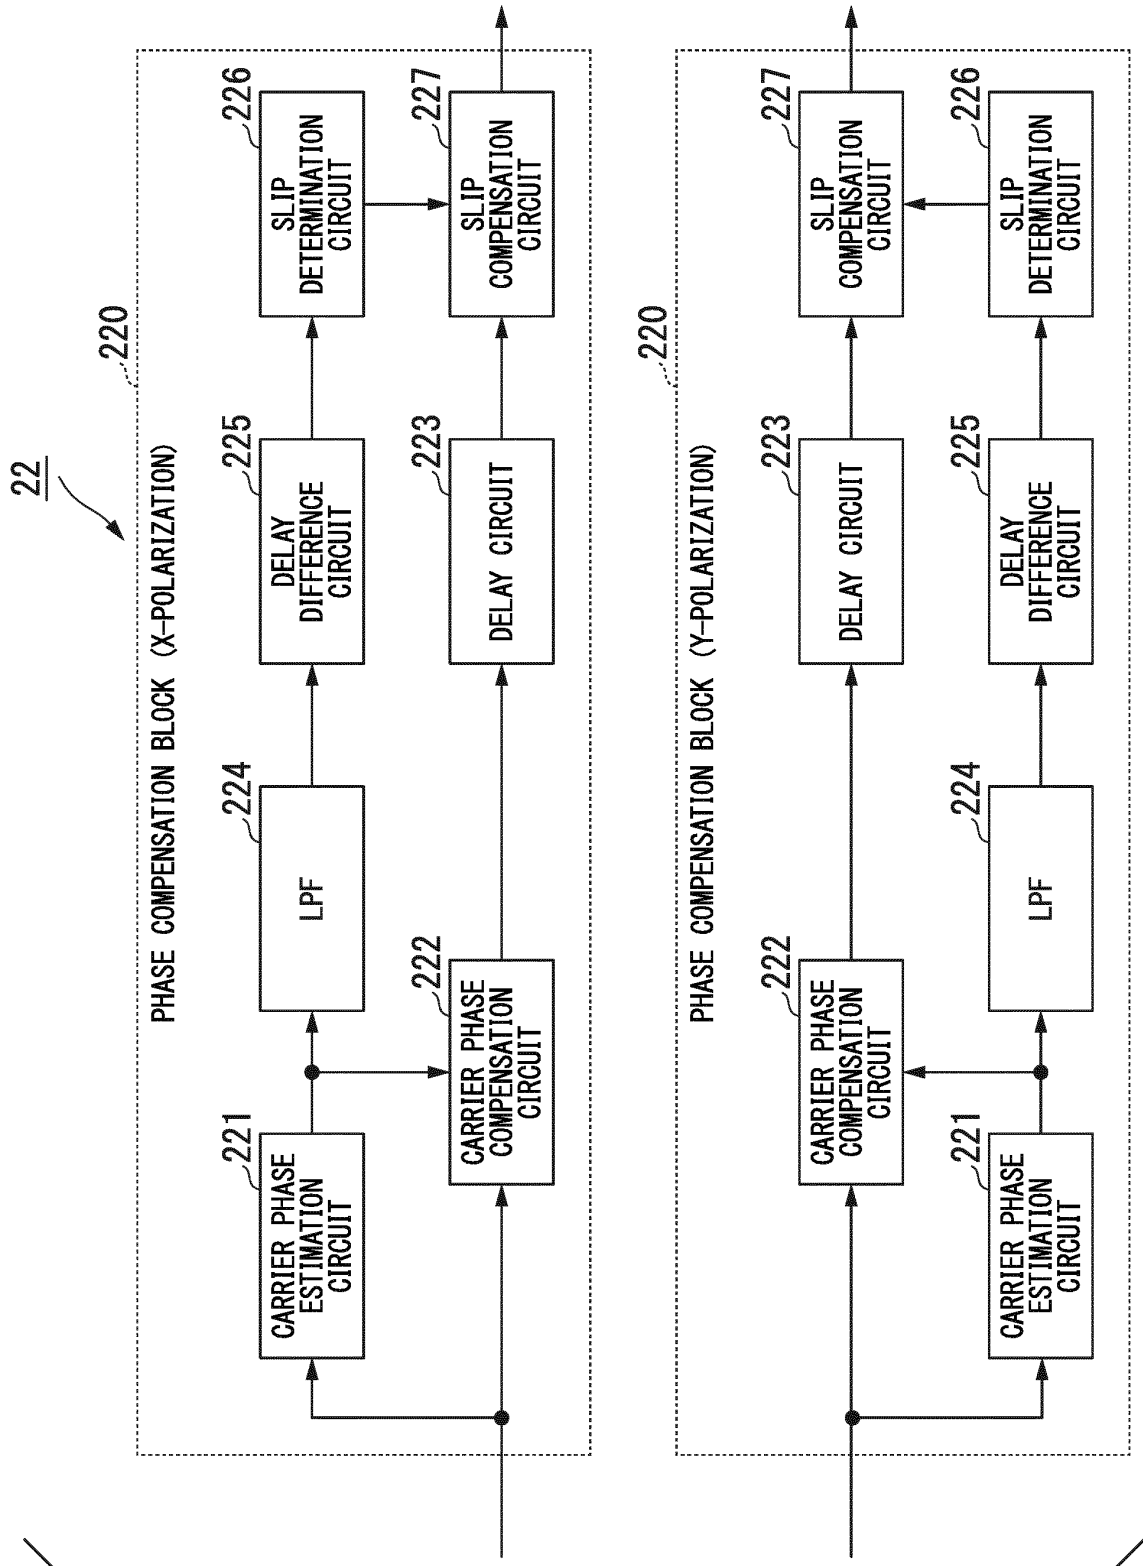 22
220
PHASE COMPENSATION BLOCK (X-POLARIZATION)
221
CARRIER PHASE
ESTIMATION
CIRCUIT
224
LPF
225
DELAY
DIFFERENCE
CIRCUIT
226
SLIP
DETERMINATION
CIRCUIT
222
CARRIER PHASE
COMPENSATION
CIRCUIT
223
DELAY CIRCUIT
227
SLIP
COMPENSATION
CIRCUIT
220
PHASE COMPENSATION BLOCK (Y-POLARIZATION)
222
CARRIER PHASE
COMPENSATION
CIRCUIT
223
DELAY CIRCUIT
227
SLIP
COMPENSATION
CIRCUIT
221
CARRIER PHASE
ESTIMATION
CIRCUIT
224
LPF
225
DELAY
DIFFERENCE
CIRCUIT
226
SLIP
DETERMINATION
CIRCUIT